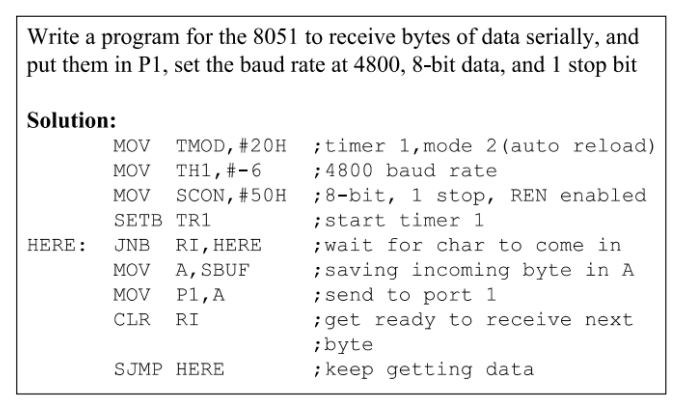 Write a program for the 8051 to receive bytes of data serially, and
put them in P1, set the baud rate at 4800, 8-bit data, and 1 stop bit
Solution:
MOV TMOD,#20H ;timer 1,mode 2(auto reload)
MOV TH1,#-6 ;4800 baud rate
MOV SCON,#50H ;8-bit, 1 stop, REN enabled
SETB TR1 ;start timer 1
HERE: JNB RI,HERE ;wait for char to come in
MOV A,SBUF ;saving incoming byte in A
MOV P1,A ;send to port 1
CLR RI ;get ready to receive next
;byte
SJMP HERE ;keep getting data